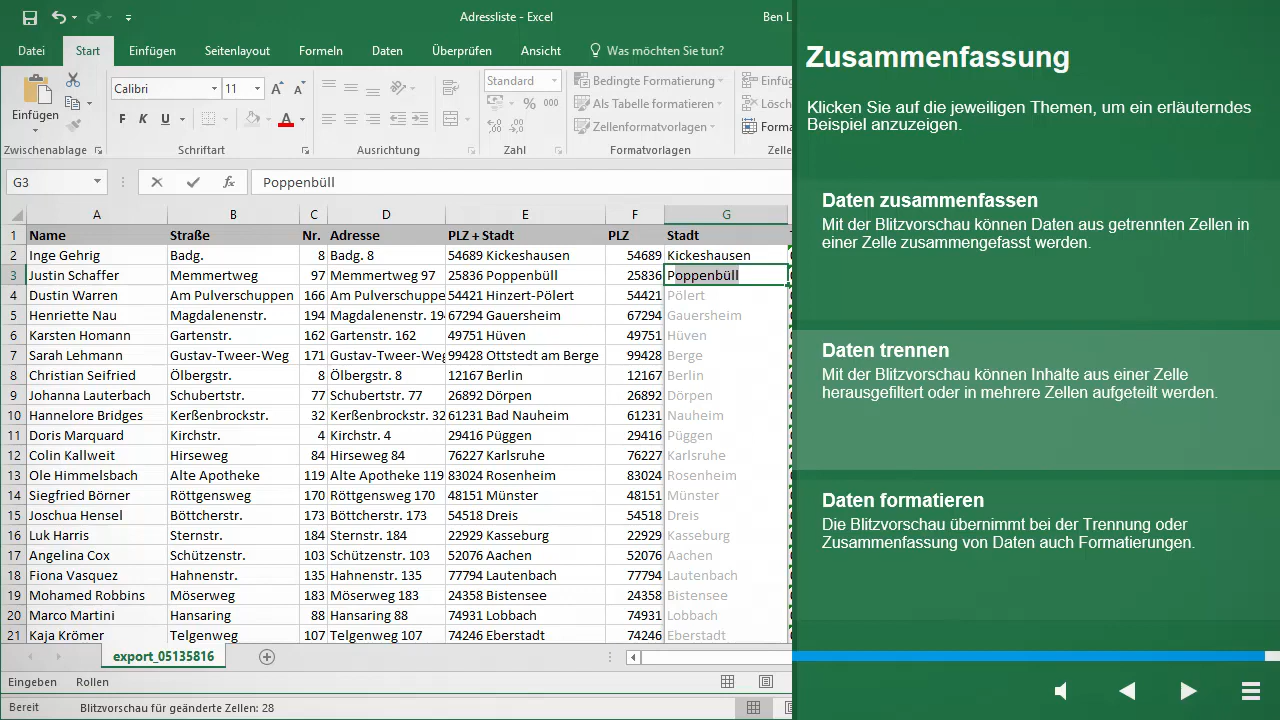 Adressliste - Excel
Ben L
Datei Start Einfügen Seitenlayout Formeln Daten Überprüfen Ansicht Was möchten Sie tun?
Einfügen
Calibri 11
F K U
A A
A
Standard
% 000
Bedingte Formatierung
Als Tabelle formatieren
Zellenformatvorlagen
Einfüg
Lösch
Forma
Zwischenablage Schriftart Ausrichtung Zahl Formatvorlagen Zelle
G3 fx Poppenbüll
A B C D E F G
1 Name Straße Nr. Adresse PLZ + Stadt PLZ Stadt
2 Inge Gehrig Badg. 8 Badg. 8 54689 Kickeshausen 54689 Kickeshausen
3 Justin Schaffer Memmertweg 97 Memmertweg 97 25836 Poppenbüll 25836 Poppenbüll
4 Dustin Warren Am Pulverschuppen 166 Am Pulverschuppe 54421 Hinzert-Pölert 54421 Pölert
5 Henriette Nau Magdalenenstr. 194 Magdalenenstr. 194 67294 Gauersheim 67294 Gauersheim
6 Karsten Homann Gartenstr. 162 Gartenstr. 162 49751 Hüven 49751 Hüven
7 Sarah Lehmann Gustav-Tweer-Weg 171 Gustav-Tweer-Weg 99428 Ottstedt am Berge 99428 Berge
8 Christian Seifried Ölbergstr. 8 Ölbergstr. 8 12167 Berlin 12167 Berlin
9 Johanna Lauterbach Schubertstr. 77 Schubertstr. 77 26892 Dörpen 26892 Dörpen
10 Hannelore Bridges Kerßenbrockstr. 32 Kerßenbrockstr. 32 61231 Bad Nauheim 61231 Nauheim
11 Doris Marquard Kirchstr. 4 Kirchstr. 4 29416 Püggen 29416 Püggen
12 Colin Kallweit Hirseweg 84 Hirseweg 84 76227 Karlsruhe 76227 Karlsruhe
13 Ole Himmelsbach Alte Apotheke 119 Alte Apotheke 119 83024 Rosenheim 83024 Rosenheim
14 Siegfried Börner Röttgensweg 170 Röttgensweg 170 48151 Münster 48151 Münster
15 Joschua Hensel Böttcherstr. 173 Böttcherstr. 173 54518 Dreis 54518 Dreis
16 Luk Harris Sternstr. 184 Sternstr. 184 22929 Kasseburg 22929 Kasseburg
17 Angelina Cox Schützenstr. 103 Schützenstr. 103 52076 Aachen 52076 Aachen
18 Fiona Vasquez Hahnenstr. 135 Hahnenstr. 135 77794 Lautenbach 77794 Lautenbach
19 Mohamed Robbins Möserweg 183 Möserweg 183 24358 Bistensee 24358 Bistensee
20 Marco Martini Hansaring 88 Hansaring 88 74931 Lobbach 74931 Lobbach
21 Kaja Krömer Telgenweg 107 Telgenweg 107 74246 Eberstadt 74246 Eberstadt
export_05135816
Eingeben Rollen
Bereit Blitzvorschau für geänderte Zellen: 28
Zusammenfassung
Klicken Sie auf die jeweiligen Themen, um ein erläuterndes
Beispiel anzuzeigen.
Daten zusammenfassen
Mit der Blitzvorschau können Daten aus getrennten Zellen in
einer Zelle zusammengefasst werden.
Daten trennen
Mit der Blitzvorschau können Inhalte aus einer Zelle
herausgefiltert oder in mehrere Zellen aufgeteilt werden.
Daten formatieren
Die Blitzvorschau übernimmt bei der Trennung oder
Zusammenfassung von Daten auch Formatierungen.